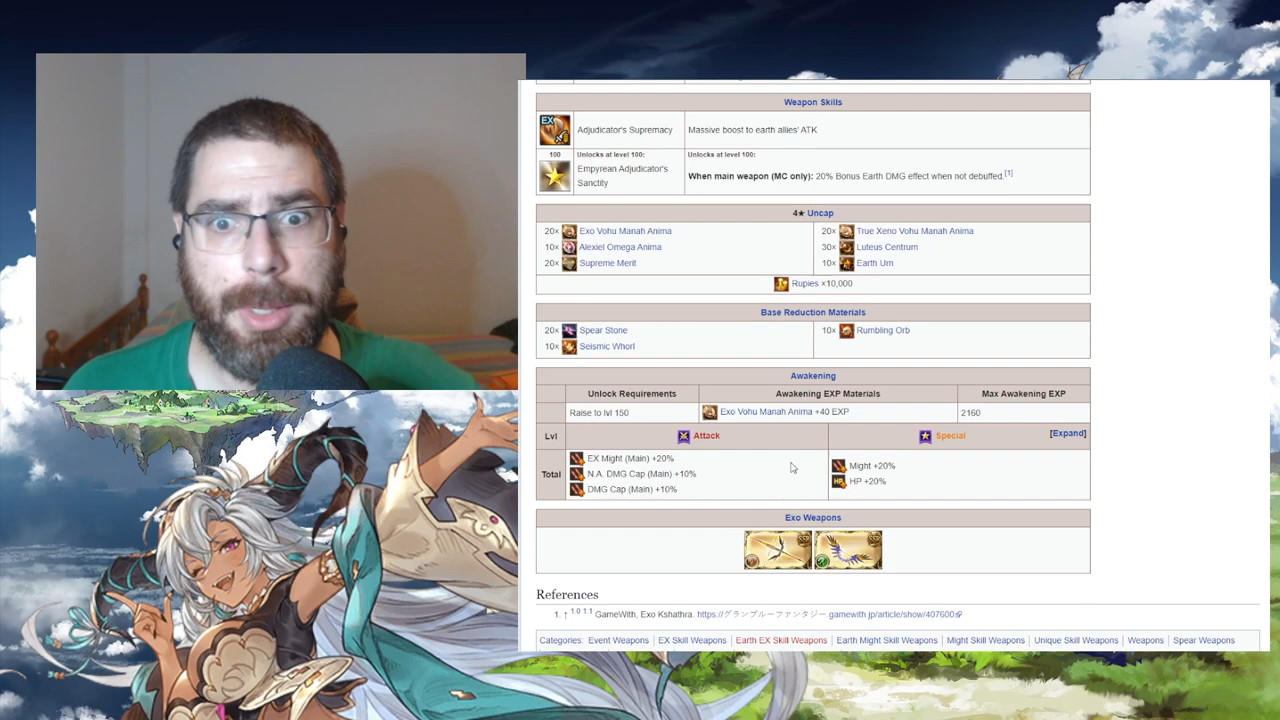 Weapon Skills
EX
Adjudicator's Supremacy
Massive boost to earth allies' ATK
100
Unlocks at level 100:
Empyrean Adjudicator's
Sanctity
Unlocks at level 100:
When main weapon (MC only): 20% Bonus Earth DMG effect when not debuffed.[1]
4★ Uncap
20× Exo Vohu Manah Anima
10× Alexiel Omega Anima
20× Supreme Merit
20× True Xeno Vohu Manah Anima
30× Luteus Centrum
10× Earth Urn
Rupies ×10,000
Base Reduction Materials
20× Spear Stone
10× Seismic Whorl
10× Rumbling Orb
Awakening
Unlock Requirements
Awakening EXP Materials
Max Awakening EXP
Raise to lvl 150
Exo Vohu Manah Anima +40 EXP
2160
Lvl
Attack
Special
[Expand]
Total
EX Might (Main) +20%
N.A. DMG Cap (Main) +10%
DMG Cap (Main) +10%
Might +20%
HP
HP +20%
Exo Weapons
References
1. ↑ 1.0 1.1 GameWith, Exo Kshathra. https://グランブルーファンタジー.gamewith.jp/article/show/407600
Categories: Event Weapons | EX Skill Weapons | Earth EX Skill Weapons | Earth Might Skill Weapons | Might Skill Weapons | Unique Skill Weapons | Weapons | Spear Weapons